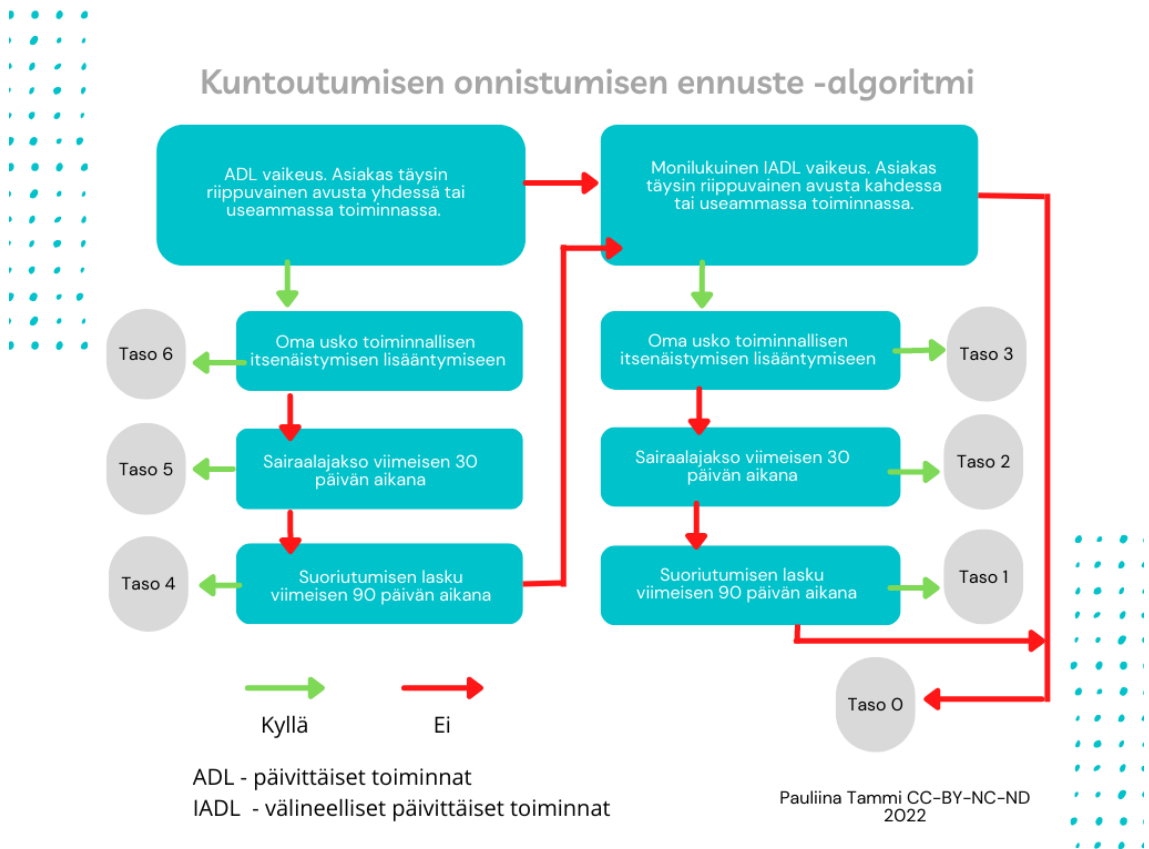 Kuntoutumisen onnistumisen ennuste -algoritmi
ADL vaikeus. Asiakas täysin
riippuvainen avusta yhdessä tai
useammassa toiminnassa.
Monilukuinen IADL vaikeus. Asiakas
täysin riippuvainen avusta kahdessa
tai useammassa toiminnassa.
Taso 6
Oma usko toiminnallisen
itsenäistymisen lisääntymiseen
Oma usko toiminnallisen
itsenäistymisen lisääntymiseen
Taso 3
Taso 5
Sairaalajakso viimeisen 30
päivän aikana
Sairaalajakso viimeisen 30
päivän aikana
Taso 2
Taso 4
Suoriutumisen lasku
viimeisen 90 päivän aikana
Suoriutumisen lasku
viimeisen 90 päivän aikana
Taso 1
Taso 0
Kyllä
Ei
ADL - päivittäiset toiminnat
IADL - välineelliset päivittäiset toiminnat
Pauliina Tammi CC-BY-NC-ND
2022